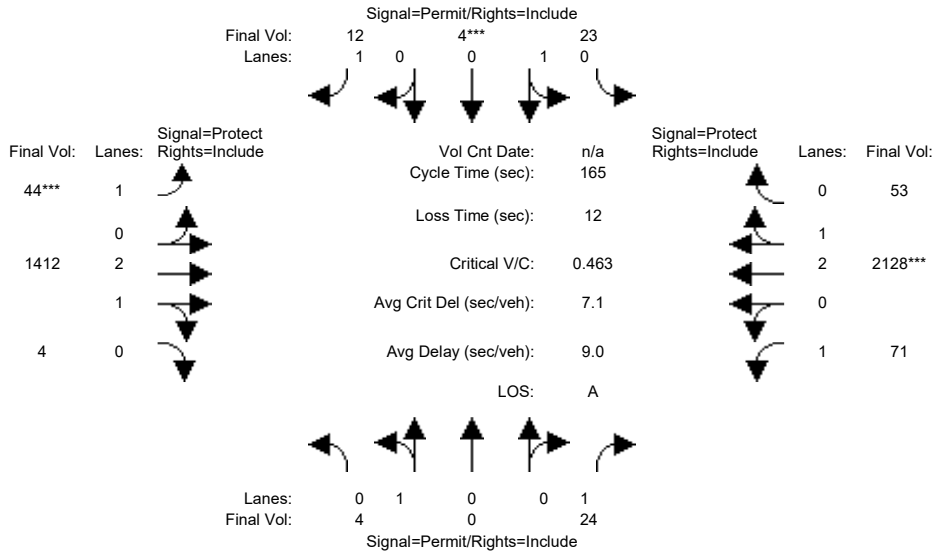 Signal=Permit/Rights=Include
Final Vol: 12 4*** 23
Lanes: 1 0 0 1 0
Signal=Protect
Final Vol: Lanes: Rights=Include
Vol Cnt Date: n/a
Signal=Protect
Rights=Include Lanes: Final Vol:
Cycle Time (sec): 165
44*** 1
0 53
Loss Time (sec): 12
0
1
1412 2
Critical V/C: 0.463
2 2128***
1
Avg Crit Del (sec/veh): 7.1
0
4 0
Avg Delay (sec/veh): 9.0
1 71
LOS: A
Lanes: 0 1 0 0 1
Final Vol: 4 0 24
Signal=Permit/Rights=Include